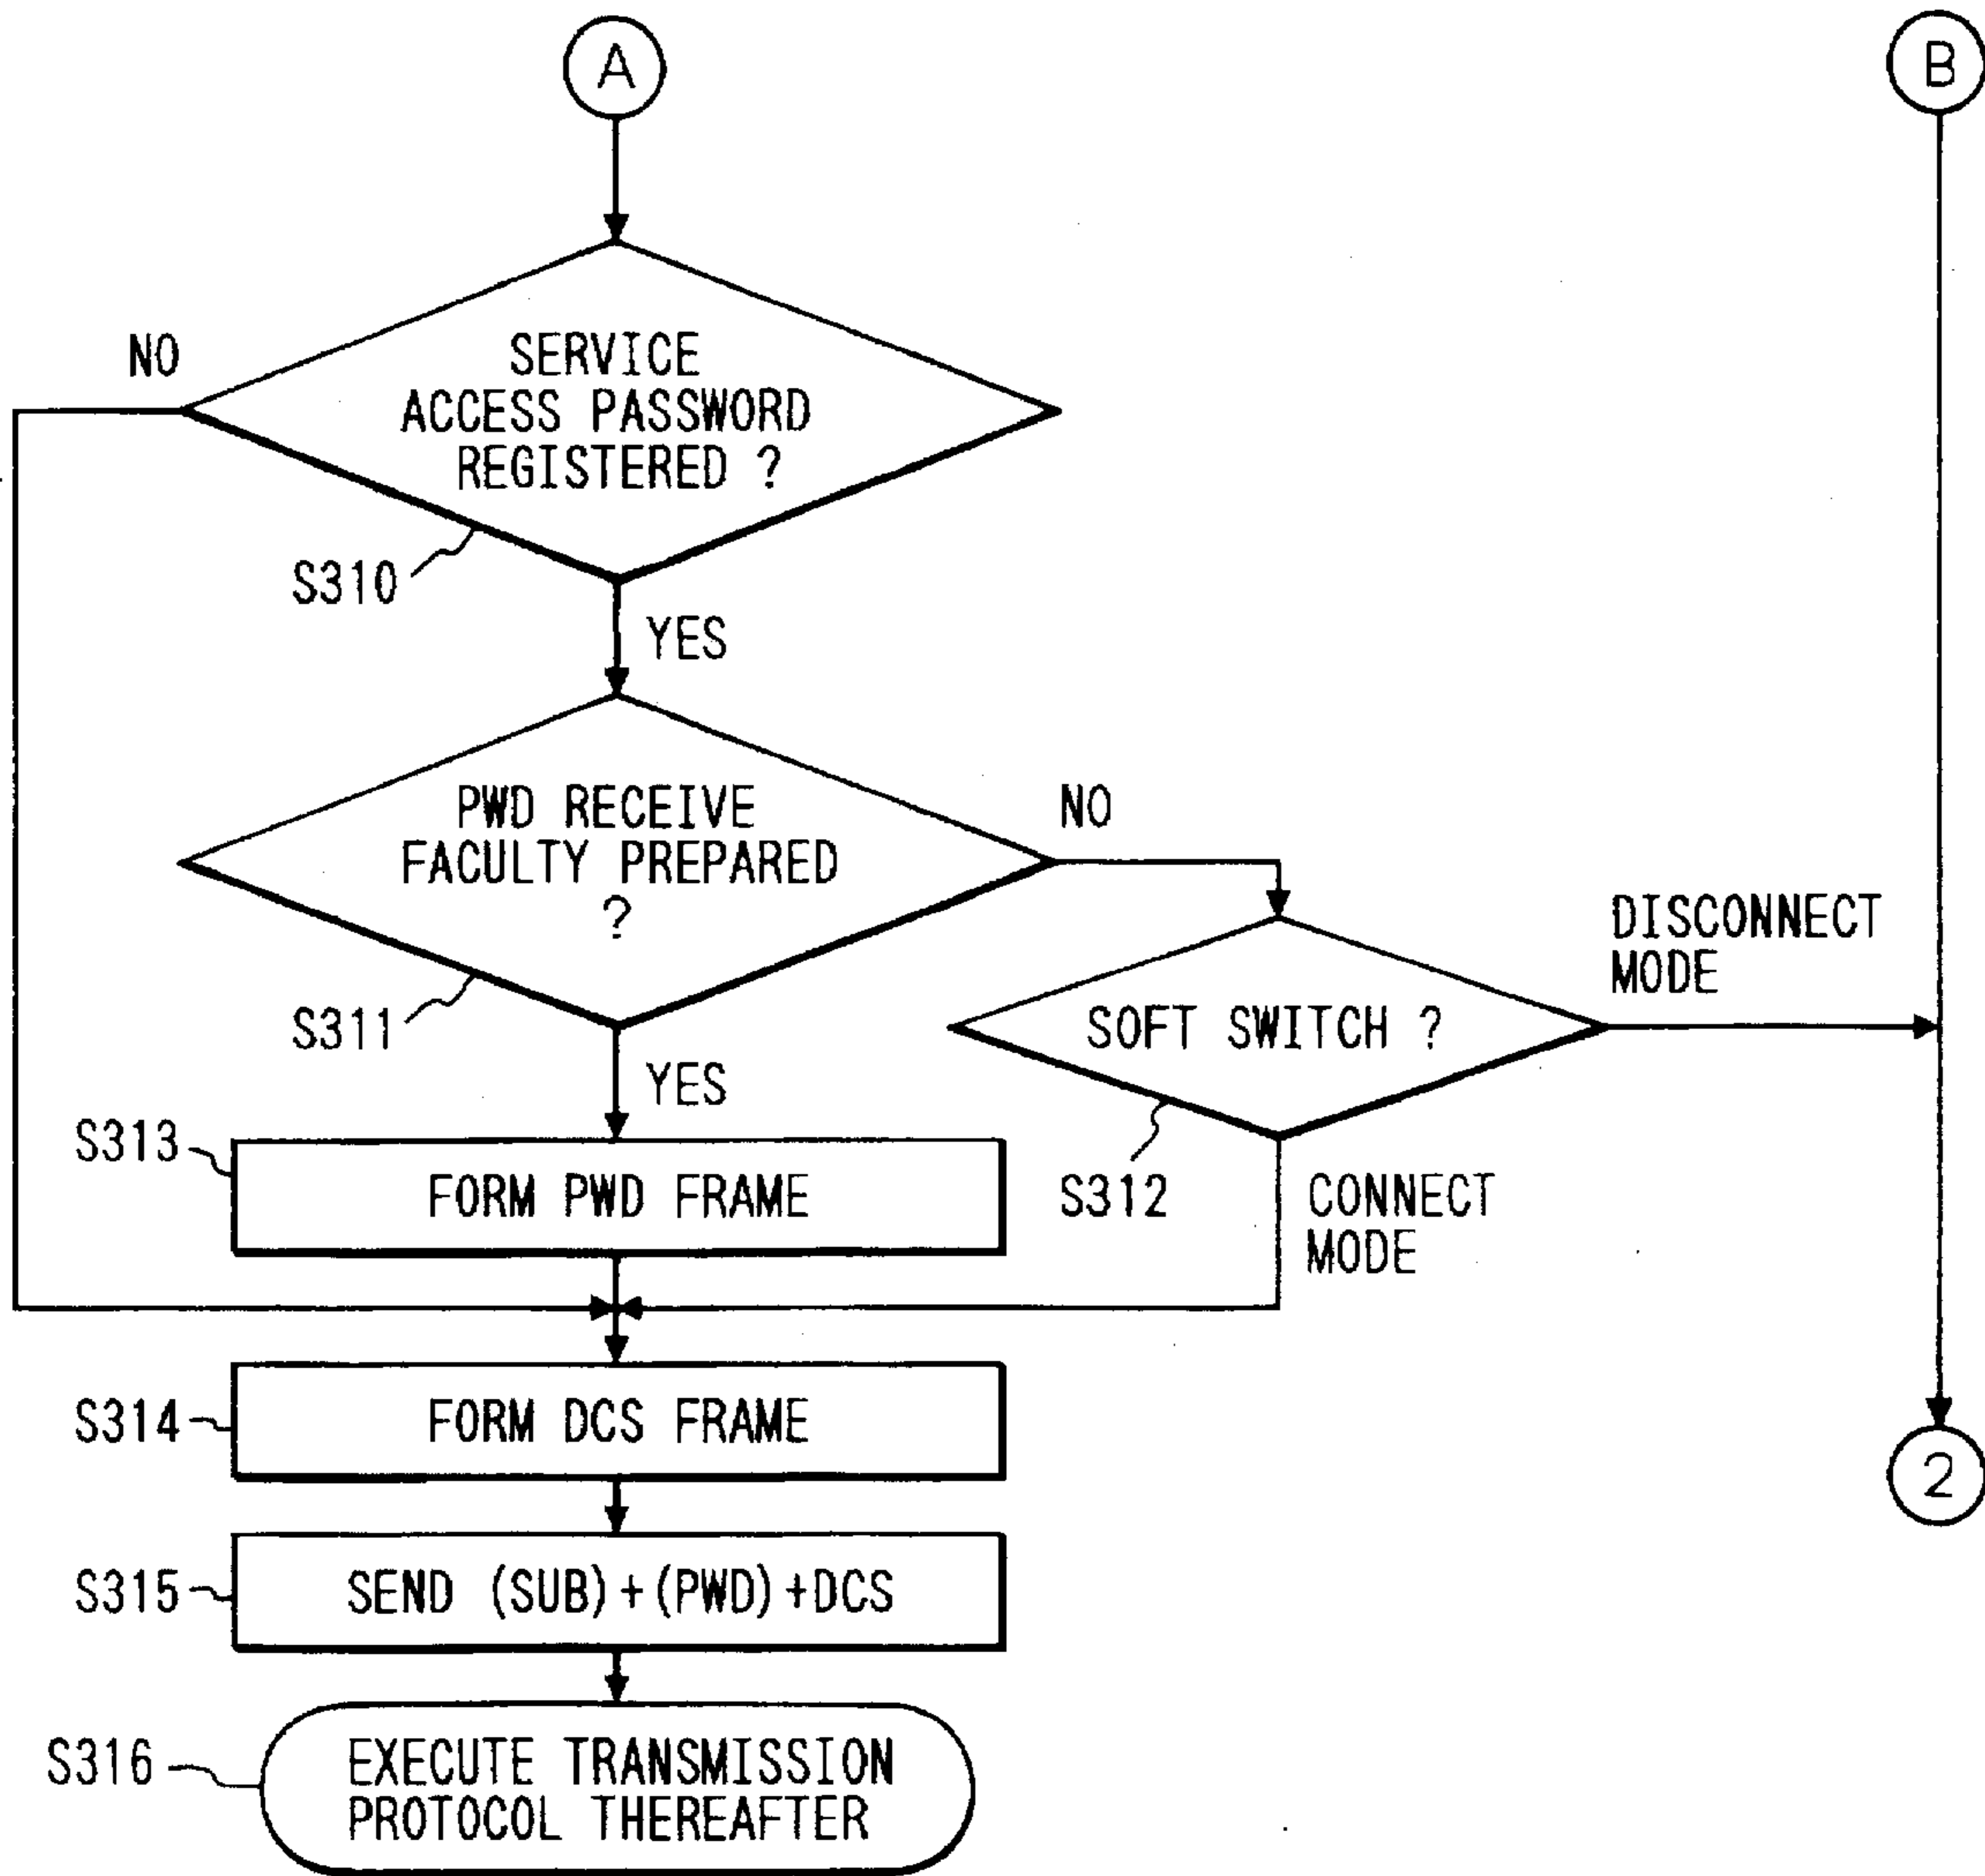 A
B
NO
SERVICE
ACCESS PASSWORD
REGISTERED ?
S310
YES
PWD RECEIVE
FACULTY PREPARED
?
NO
S311
DISCONNECT
MODE
SOFT SWITCH ?
YES
S312
CONNECT
MODE
S313
FORM PWD FRAME
S314
FORM DCS FRAME
2
S315
SEND (SUB)+(PWD)+DCS
S316
EXECUTE TRANSMISSION
PROTOCOL THEREAFTER